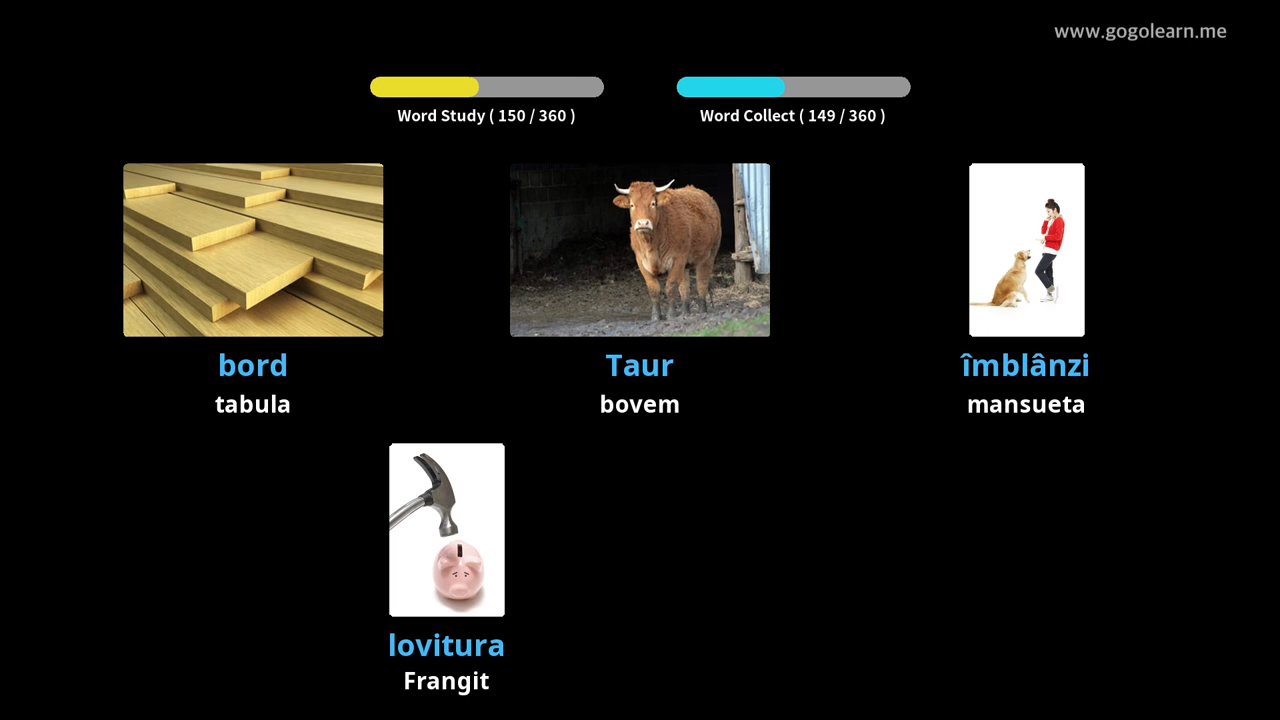 www.gogolearn.me
Word Study ( 150 / 360 )
Word Collect ( 149 / 360 )
bord
tabula
Taur
bovem
îmblânzi
mansueta
lovitura
Frangit